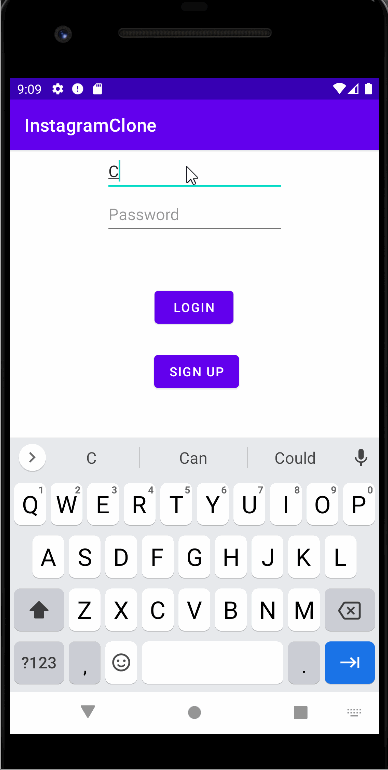 9:09
InstagramClone
C
Password
LOGIN
SIGN UP
C Can Could
Q1 W2 E3 R4 T5 Y6 U7 I8 O9 P0
A S D F G H J K L
Z X C V B N M
?123 , .